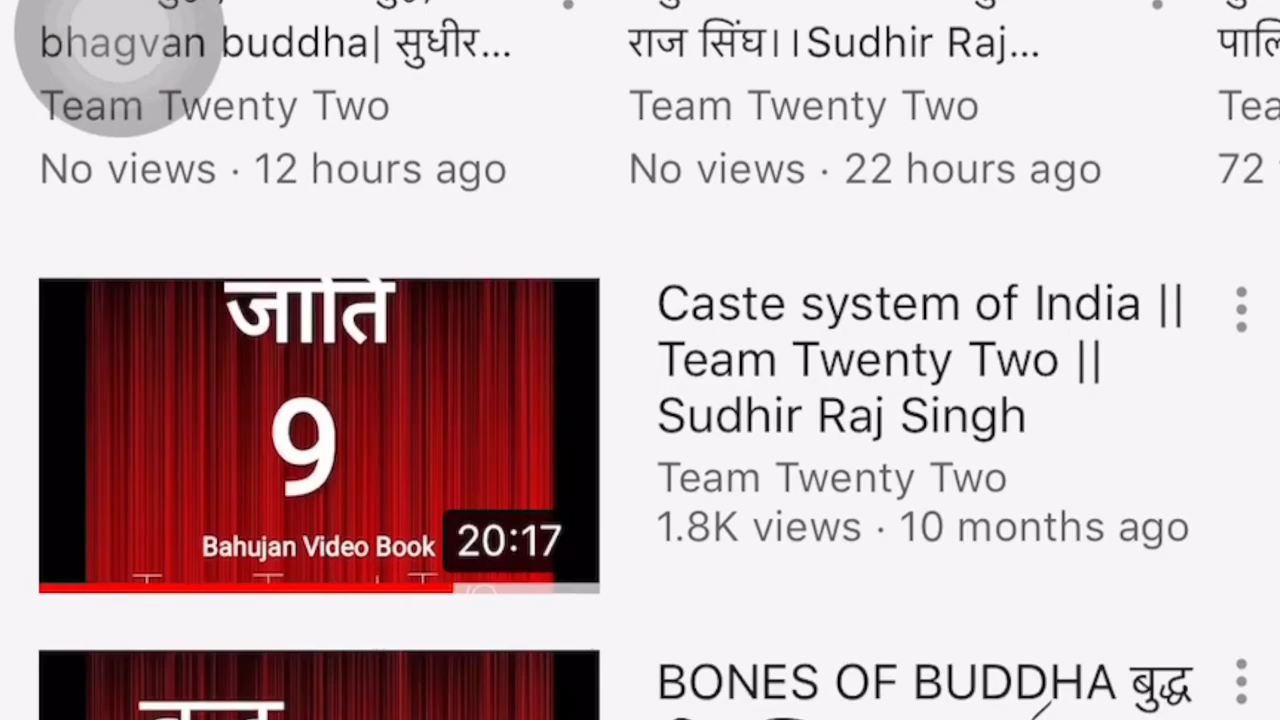 bhagvan buddha| सुधीर...
Team Twenty Two
No views · 12 hours ago
राज सिंघ।।Sudhir Raj...
Team Twenty Two
No views · 22 hours ago
72
जाति
9
Bahujan Video Book
20:17
Caste system of India ||
Team Twenty Two ||
Sudhir Raj Singh
Team Twenty Two
1.8K views · 10 months ago
BONES OF BUDDHA बुद्ध